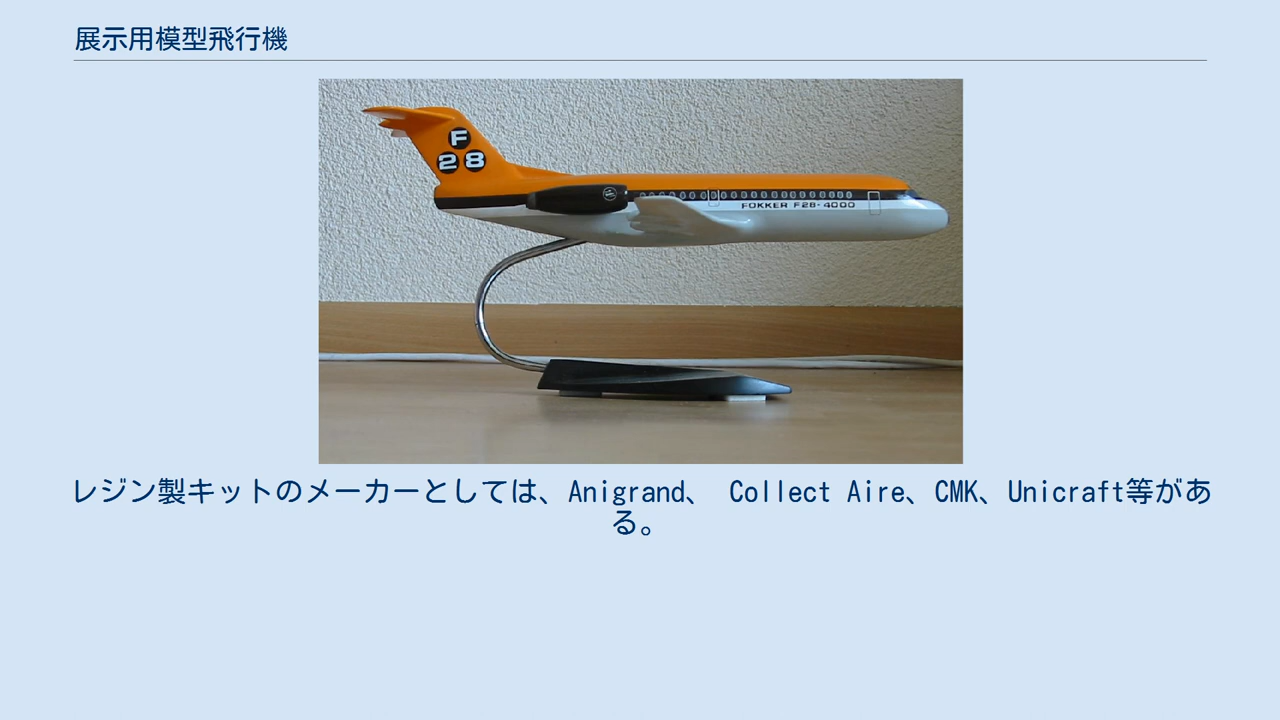 展示用模型飛行機
F
28
FOKKER F28-4000
レジン製キットのメーカーとしては、Anigrand、 Collect Aire、CMK、Unicraft等があ
る。